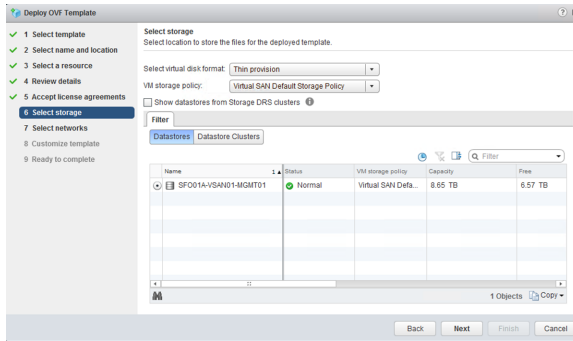 Deploy OVF Template
1 Select template
2 Select name and location
3 Select a resource
4 Review details
5 Accept license agreements
6 Select storage
7 Select networks
8 Customize template
9 Ready to complete
Select storage
Select location to store the files for the deployed template.
Select virtual disk format: Thin provision
VM storage policy: Virtual SAN Default Storage Policy
Show datastores from Storage DRS clusters
Filter
Datastores Datastore Clusters
Filter
Name 1 Status VM storage policy Capacity Free
SFO01A-VSAN01-MGMT01 Normal Virtual SAN Defa... 8.65 TB 6.57 TB
1 Objects Copy
Back Next Finish Cancel